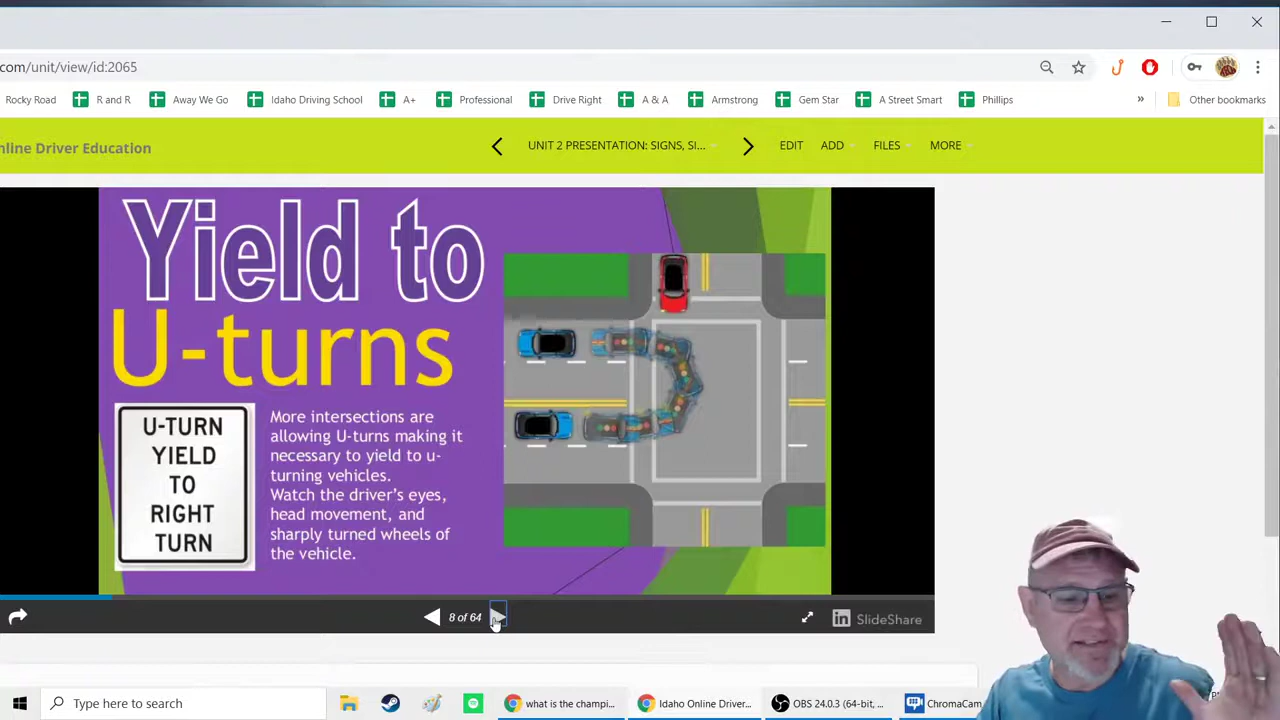 com/unit/view/id:2065
Rocky Road R and R Away We Go Idaho Driving School A+ Professional Drive Right A & A Armstrong Gem Star A Street Smart Phillips » Other bookmarks
nline Driver Education
UNIT 2 PRESENTATION: SIGNS, SI... EDIT ADD FILES MORE
Yield to
U-turns
U-TURN
YIELD
TO
RIGHT
TURN
More intersections are
allowing U-turns making it
necessary to yield to u-
turning vehicles.
Watch the driver's eyes,
head movement, and
sharply turned wheels of
the vehicle.
8 of 64
in SlideShare
Type here to search
what is the champi...
Idaho Online Driver...
OBS 24.0.3 (64-bit, ...
ChromaCam